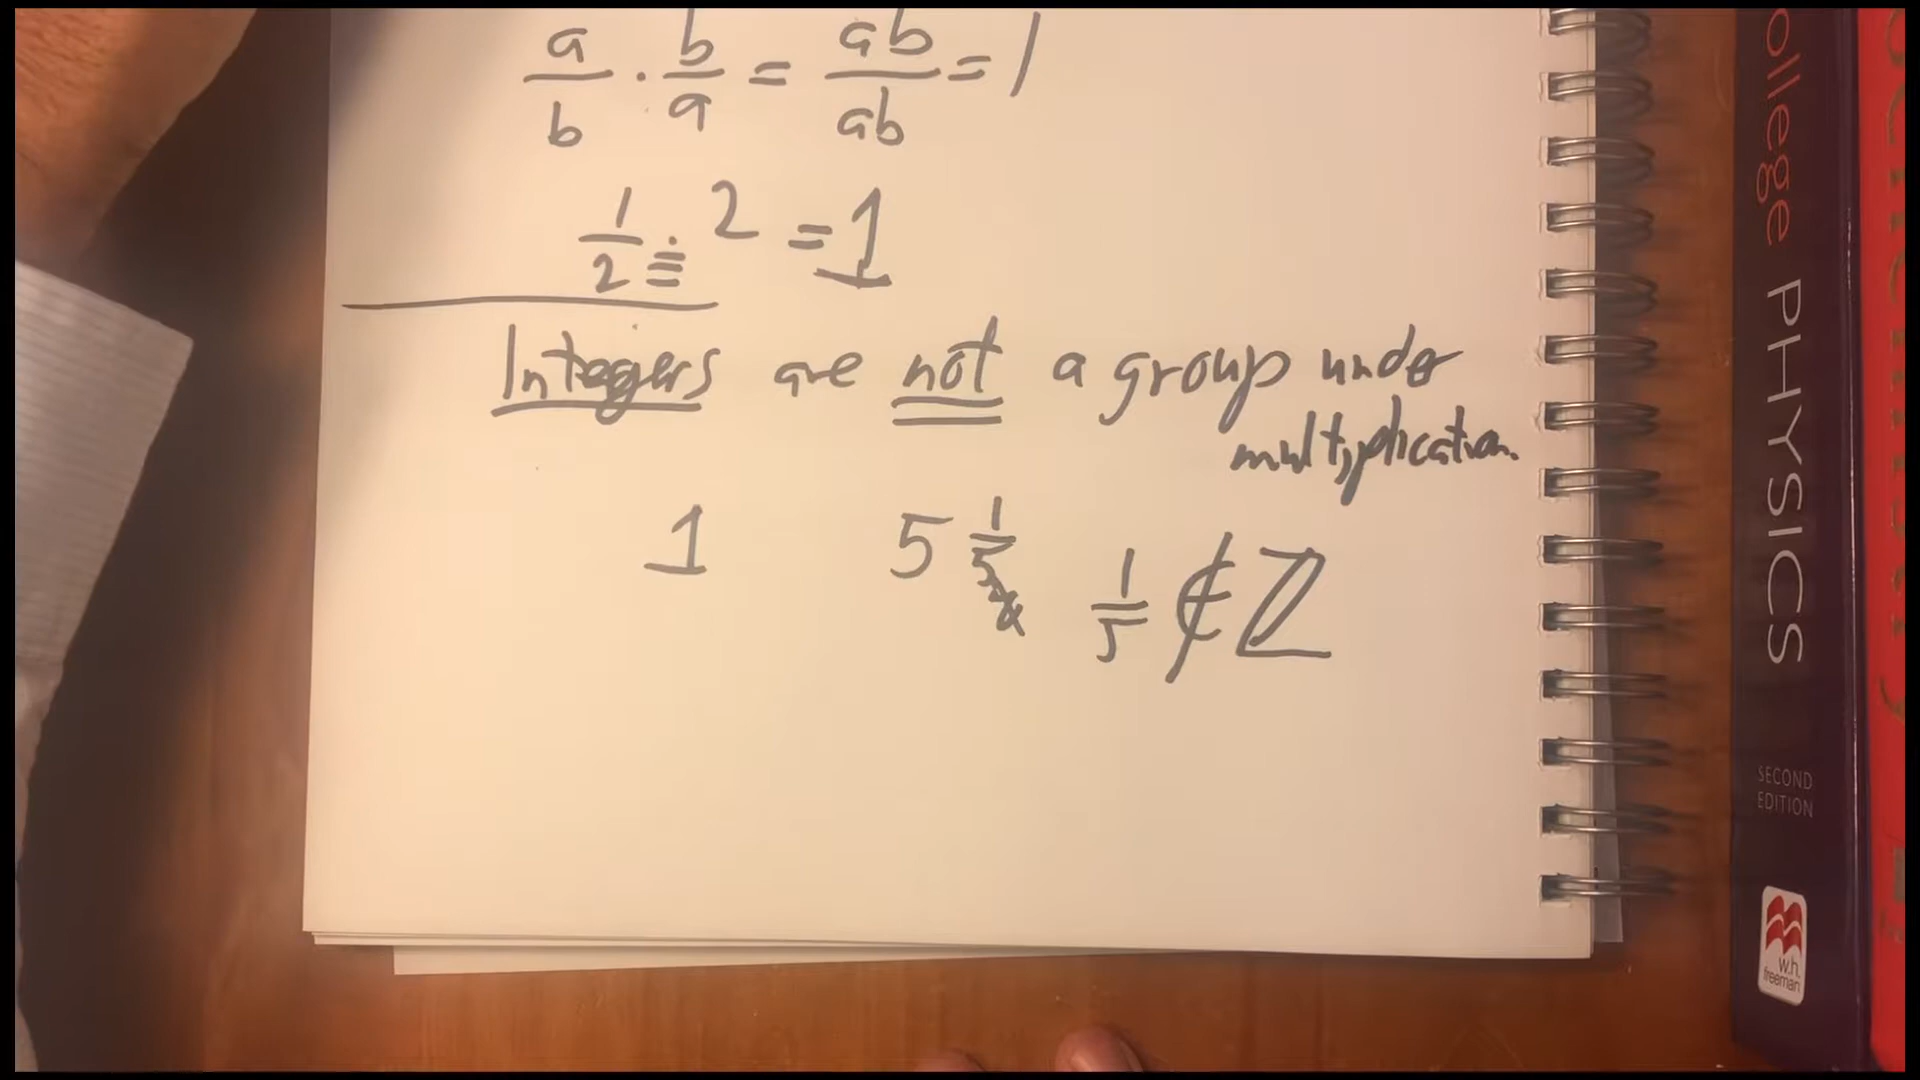 a/b · b/a = ab/ab = 1
1/2 · 2 = 1
Integers are not a group under
multiplication.
1 5 1/5 1/5 ∉ ℤ
ollege PHYSICS
SECOND
EDITION
w.h.
freeman